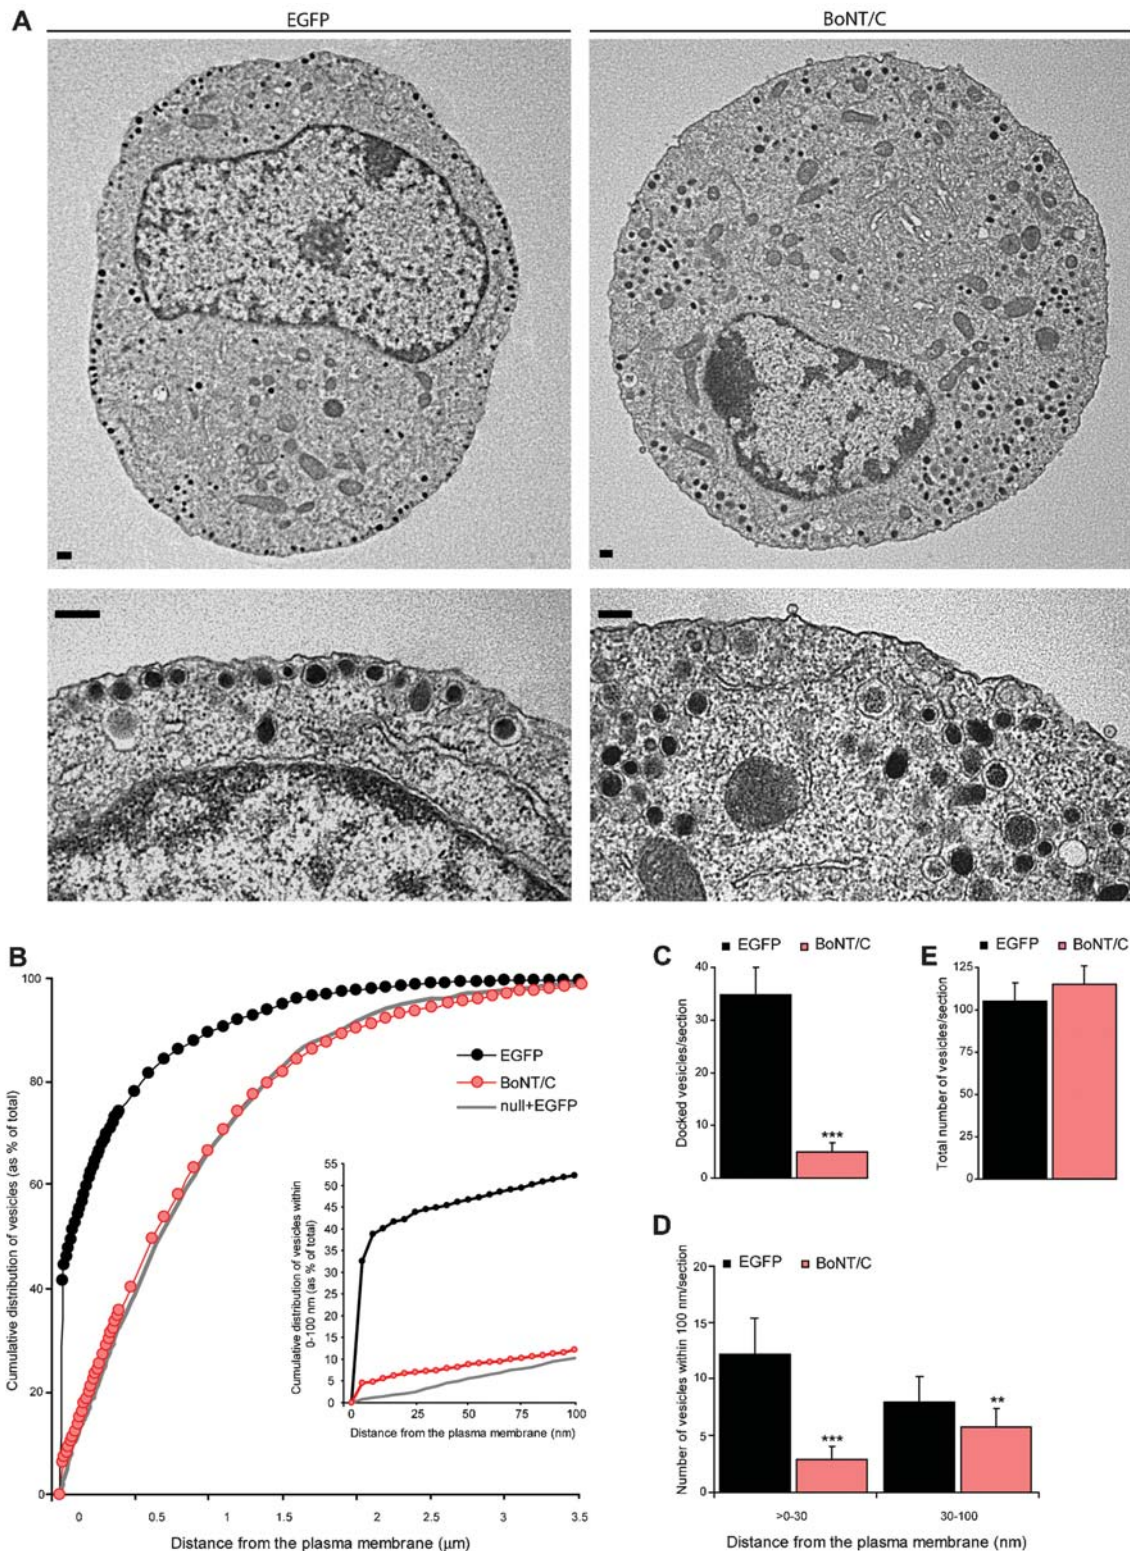 A
EGFP
BoNT/C
B
Cumulative distribution of vesicles (as % of total)
100
80
60
40
20
0
0
0.5
1
1.5
2
2.5
3
3.5
Distance from the plasma membrane (μm)
EGFP
BoNT/C
null+EGFP
Cumulative distribution of vesicles within
0-100 nm (as % of total)
55
50
45
40
35
30
25
20
15
10
5
0
0
25
50
75
100
Distance from the plasma membrane (nm)
C
EGFP
BoNT/C
Docked vesicles/section
40
30
20
10
0
***
E
EGFP
BoNT/C
Total number of vesicles/section
125
100
75
50
25
0
D
EGFP
BoNT/C
Number of vesicles within 100 nm/section
20
15
10
5
0
***
**
>0-30
30-100
Distance from the plasma membrane (nm)